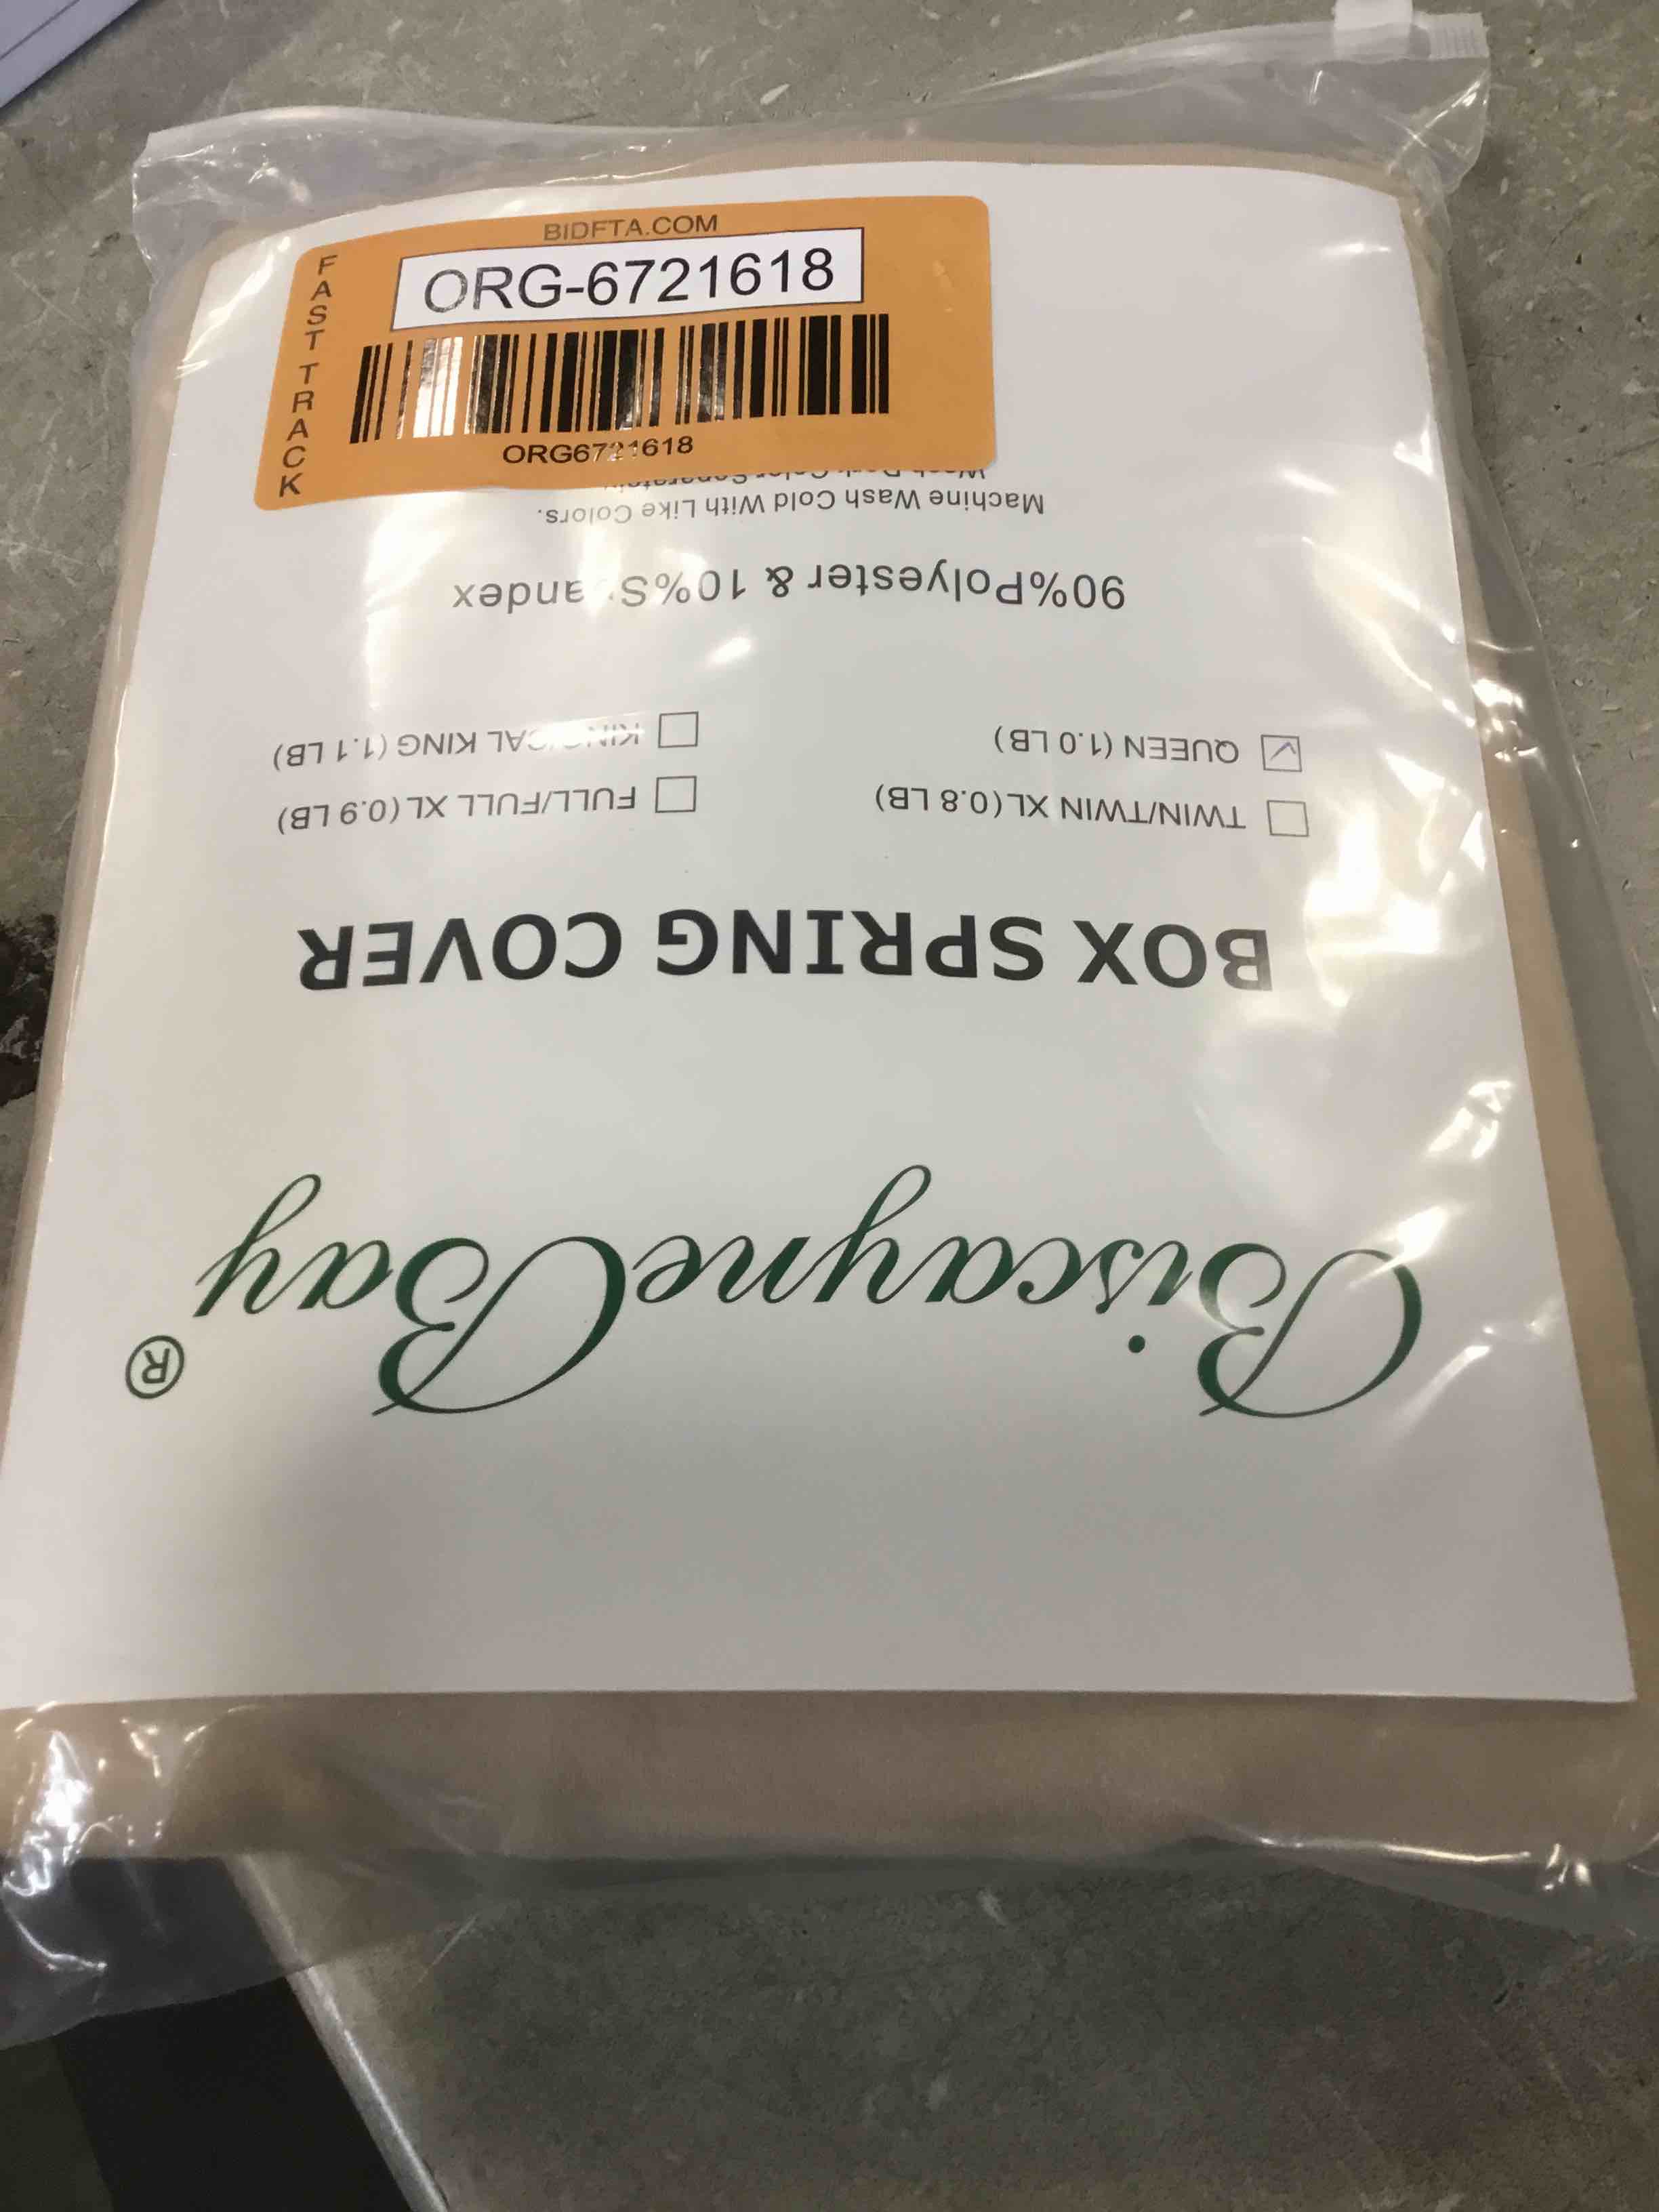 BIDFTA.COM
FAST TRACK
ORG-6721618
ORG6721618
BiscayneBay®
BOX SPRING COVER
TWIN/TWIN XL(0.8 LB)
FULL/FULL XL(0.9 LB)
QUEEN (1.0 LB)
KING (1.1 LB)
90%Polyester & 10%Spandex
Machine Wash Cold With Like Colors.